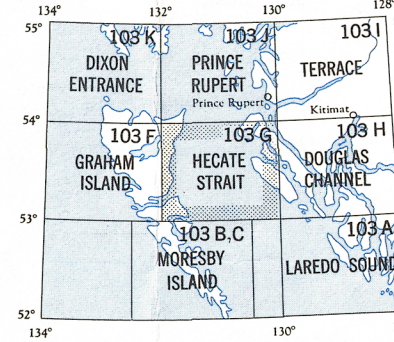 134° 132° 130° 128°
55°
103 K 103 J 103 I
DIXON ENTRANCE
PRINCE RUPERT
TERRACE
Prince Rupert
Kitimat
54°
103 F 103 G 103 H
GRAHAM ISLAND
HECATE STRAIT
DOUGLAS CHANNEL
53°
103 B,C 103 A
MORESBY ISLAND
LAREDO SOUND
52°
134° 130°